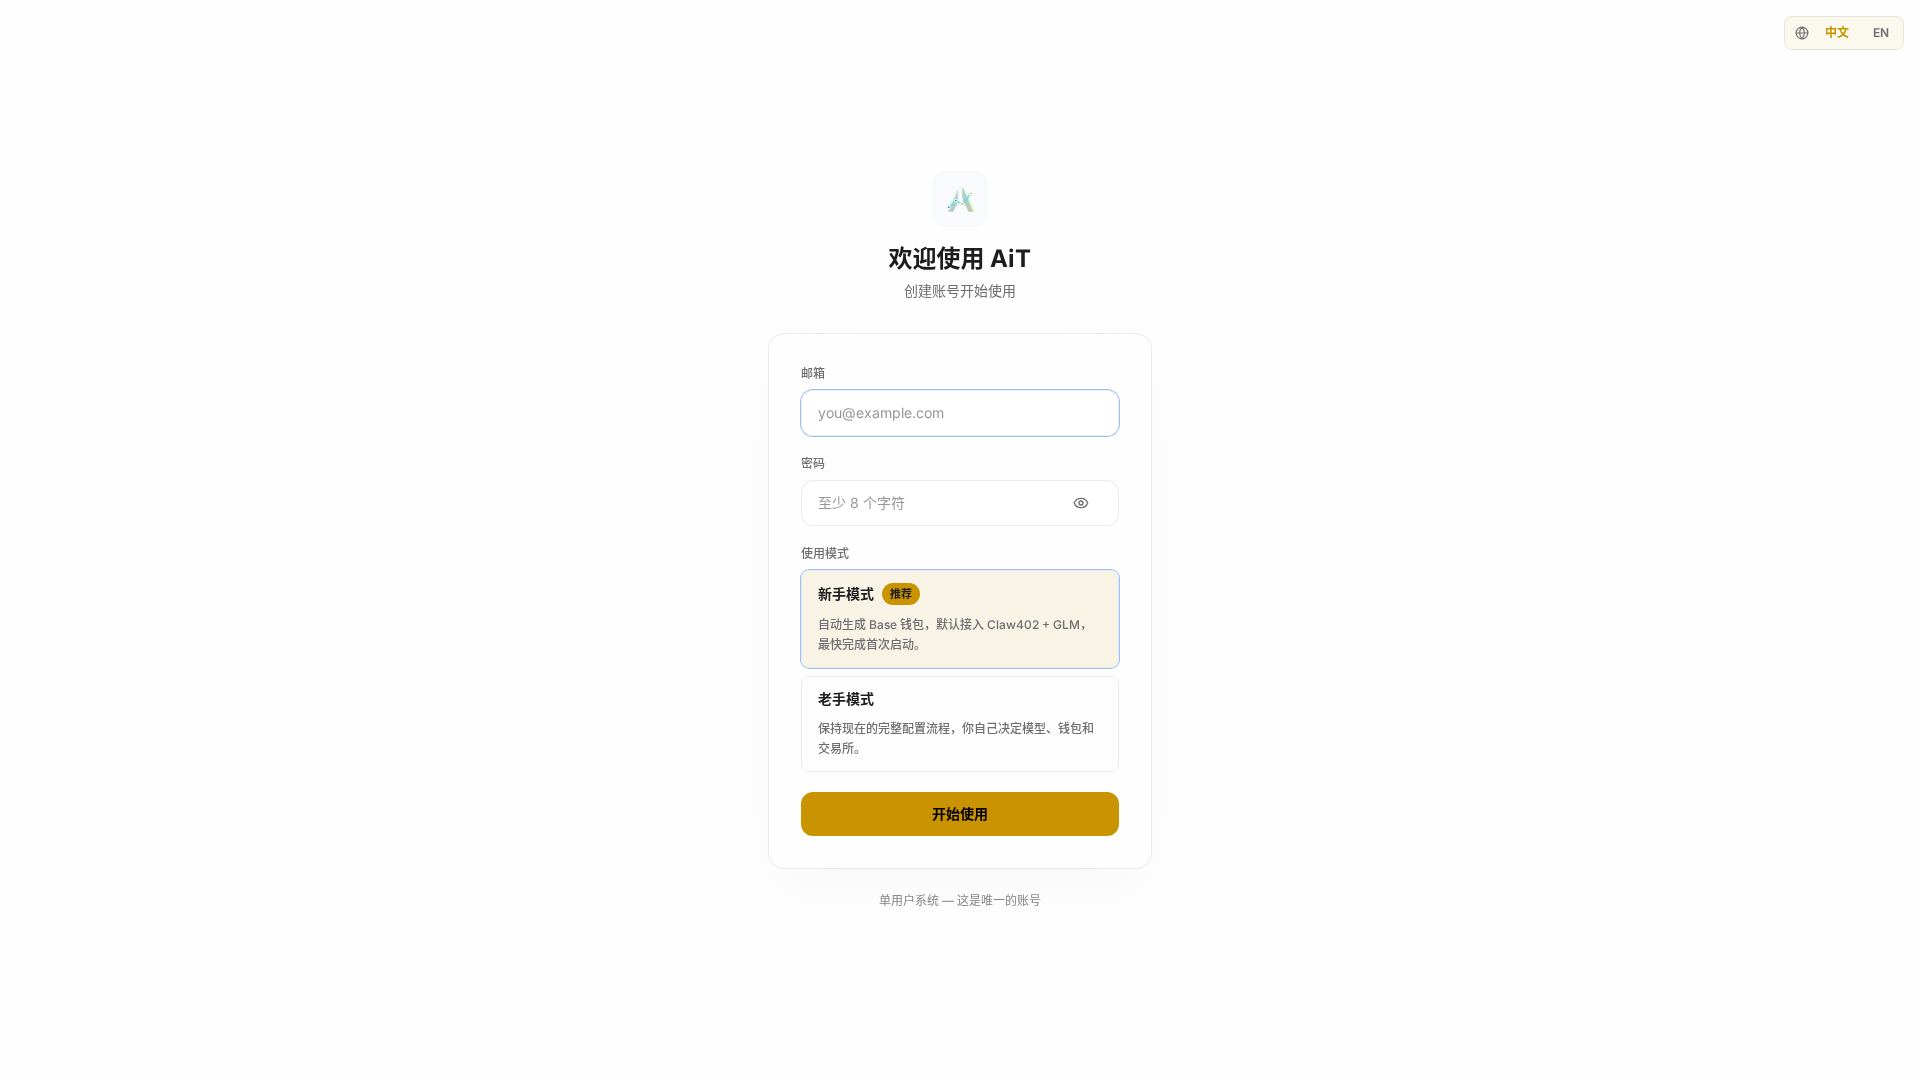 中文 EN
欢迎使用 AiT
创建账号开始使用
邮箱
you@example.com
密码
至少 8 个字符
使用模式
新手模式 推荐
自动生成 Base 钱包，默认接入 Claw402 + GLM，
最快完成首次启动。
老手模式
保持现在的完整配置流程，你自己决定模型、钱包和
交易所。
开始使用
单用户系统 — 这是唯一的账号